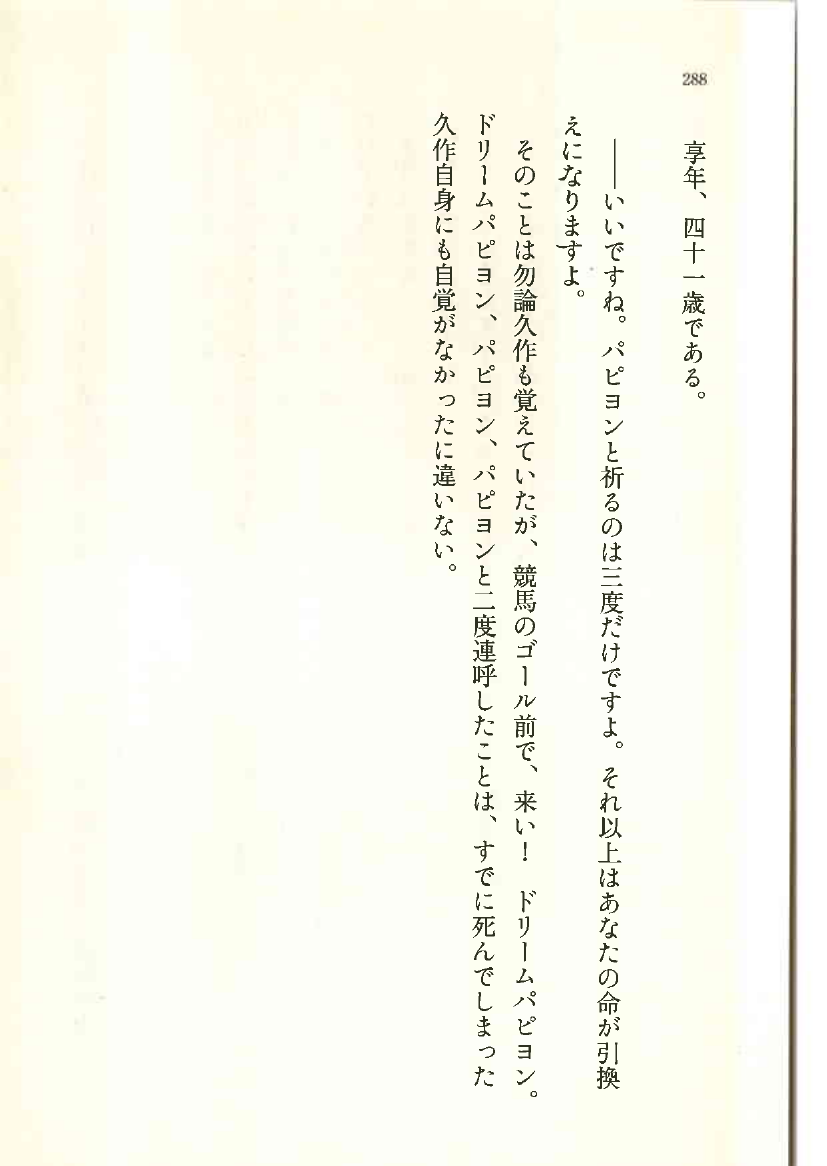 288
享年、四十一歳である。
――いいですね。パピヨンと祈るのは三度だけですよ。それ以上はあなたの命が引換
えになりますよ。
そのことは勿論久作も覚えていたが、競馬のゴール前で、来い！　ドリームパピヨン。
ドリームパピヨン、パピヨン、パピヨンと二度連呼したことは、すでに死んでしまった
久作自身にも自覚がなかったに違いない。